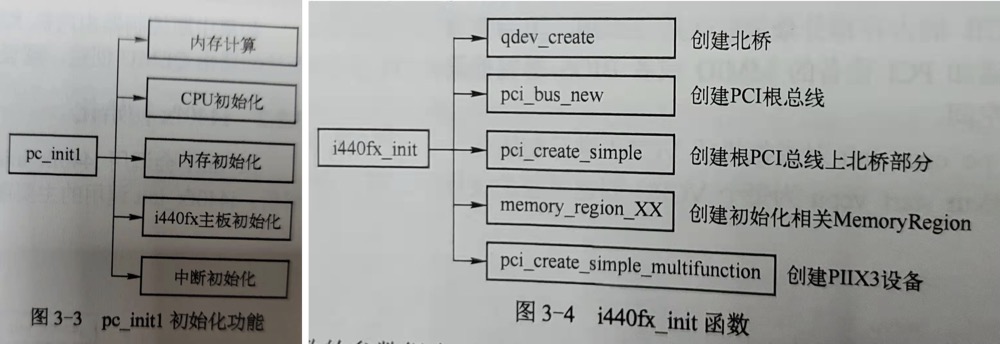 内存计算
CPU初始化
pc_init1
内存初始化
i440fx主板初始化
中断初始化
图 3-3 pc_init1 初始化功能
qdev_create 创建北桥
pci_bus_new 创建PCI根总线
i440fx_init
pci_create_simple 创建根PCI总线上北桥部分
memory_region_XX 创建初始化相关MemoryRegion
pci_create_simple_multifunction 创建PIIX3设备
图 3-4 i440fx_init 函数